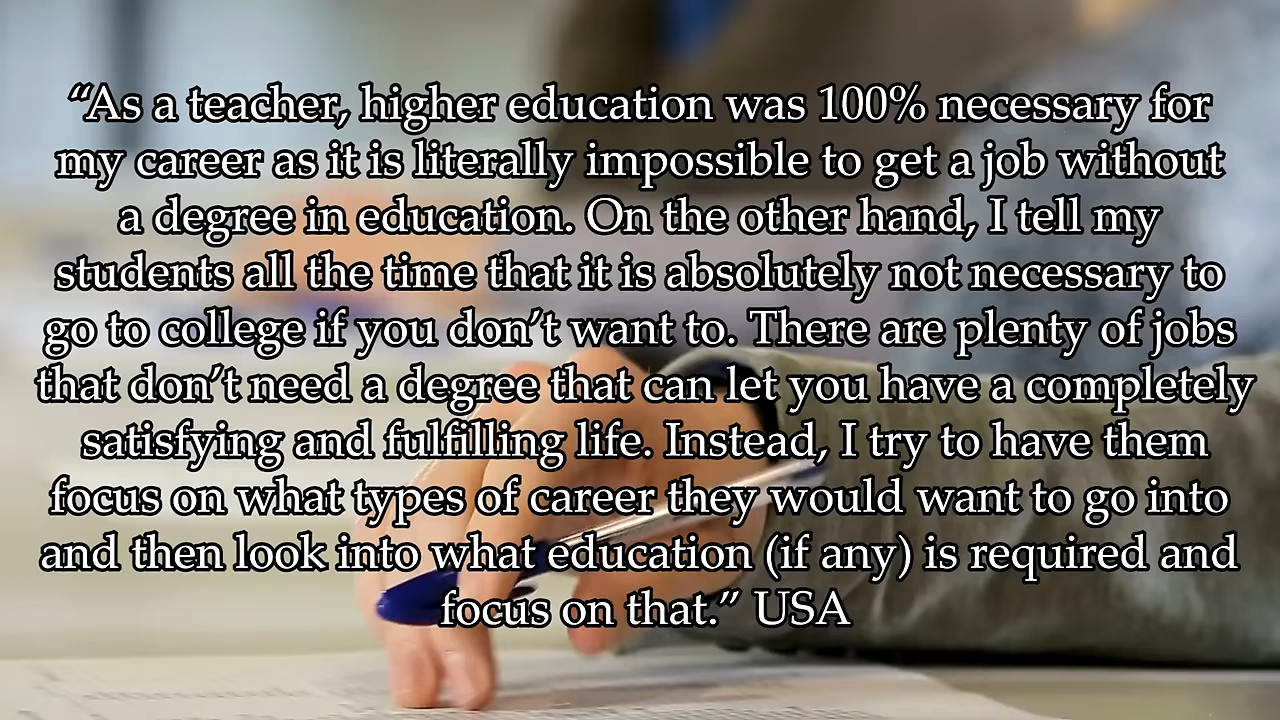 “As a teacher, higher education was 100% necessary for
my career as it is literally impossible to get a job without
a degree in education. On the other hand, I tell my
students all the time that it is absolutely not necessary to
go to college if you don’t want to. There are plenty of jobs
that don’t need a degree that can let you have a completely
satisfying and fulfilling life. Instead, I try to have them
focus on what types of career they would want to go into
and then look into what education (if any) is required and
focus on that.” USA